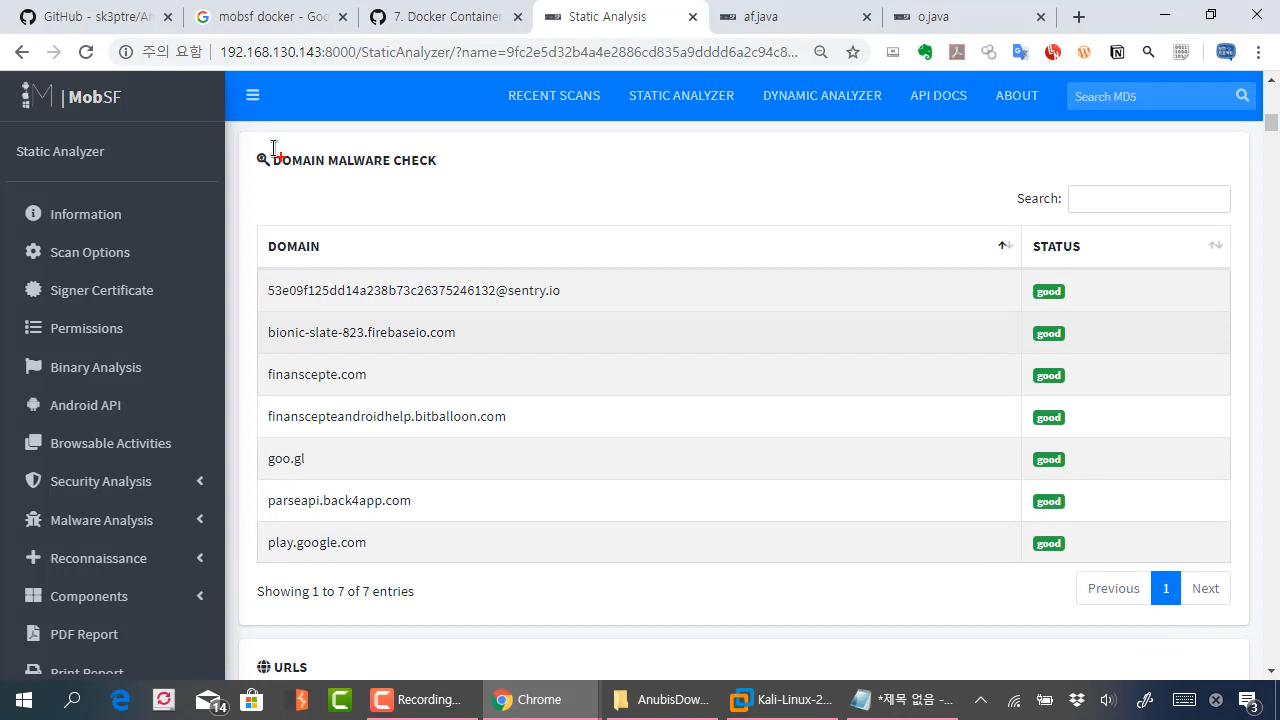 GitHub - sk3ptre/Ar
mobsf docker - Goo
7. Docker Container
Static Analysis
af.java
o.java
주의 요함
192.168.130.143:8000/StaticAnalyzer/?name=9fc2e5d32b4a4e2886cd835a9dddd6a2c94c8...
| MobSF
RECENT SCANS
STATIC ANALYZER
DYNAMIC ANALYZER
API DOCS
ABOUT
Search MD5
Static Analyzer
Information
Scan Options
Signer Certificate
Permissions
Binary Analysis
Android API
Browsable Activities
Security Analysis
Malware Analysis
Reconnaissance
Components
PDF Report
Print Report
DOMAIN MALWARE CHECK
Search:
DOMAIN STATUS
53e09f125dd14a238b73c26375246132@sentry.io good
bionic-slate-823.firebaseio.com good
finanscepte.com good
finanscepteandroidhelp.bitballoon.com good
goo.gl good
parseapi.back4app.com good
play.google.com good
Showing 1 to 7 of 7 entries
Previous 1 Next
URLS
14
Recording...
Chrome
AnubisDow...
Kali-Linux-2...
*제목 없음 -...
3